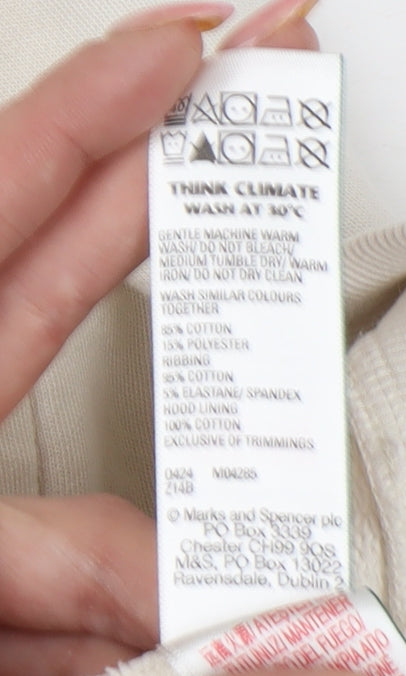 THINK CLIMATE
WASH AT 30°C
GENTLE MACHINE WARM
WASH/ DO NOT BLEACH/
MEDIUM TUMBLE DRY/ WARM
IRON/ DO NOT DRY CLEAN
WASH SIMILAR COLOURS
TOGETHER
85% COTTON
15% POLYESTER
RIBBING
95% COTTON
5% ELASTANE/ SPANDEX
HOOD LINING
100% COTTON
EXCLUSIVE OF TRIMMINGS
0424
Z14B
© Marks and Spencer plc
PO Box 3339
Chester CH99 9QS
M&S, PO Box 13022
Ravensdale, Dublin 2
MANTENER
DEL FUEGO/